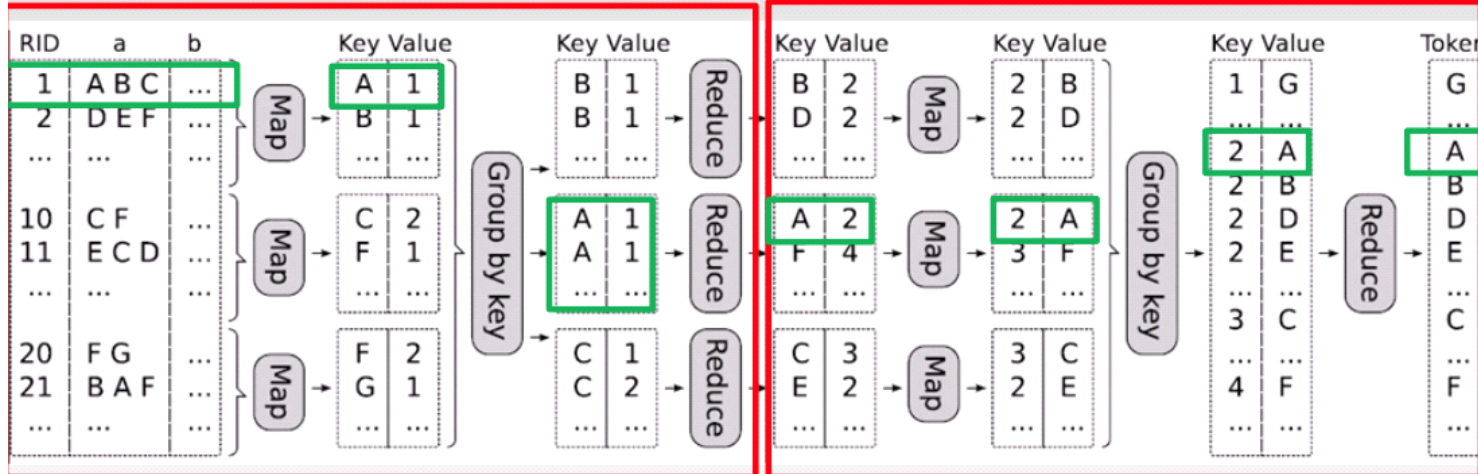 RID a b Key Value Key Value Key Value Key Value Key Value Token
1 A B C ... A 1 B 1 B 2 2 B 1 G G
2 D E F ... Map B 1 B 1 Reduce D 2 Map 2 D ... ... ...
... ... ... ... ... ... ... ... ... ... ... 2 A A
2 B B
10 C F ... C 2 A 1 A 2 2 A 2 D D
11 E C D ... Map F 1 Group by key A 1 Reduce F 4 Map 3 F Group by key 2 E Reduce E
... ... ... ... ... ... ... ... ... ... ... ... ... ...
3 C C
20 F G ... F 2 C 1 C 3 3 C ... ... ...
21 B A F ... Map G 1 C 2 Reduce E 2 Map 2 E 4 F F
... ... ... ... ... ... ... ... ... ... ... ... ... ...